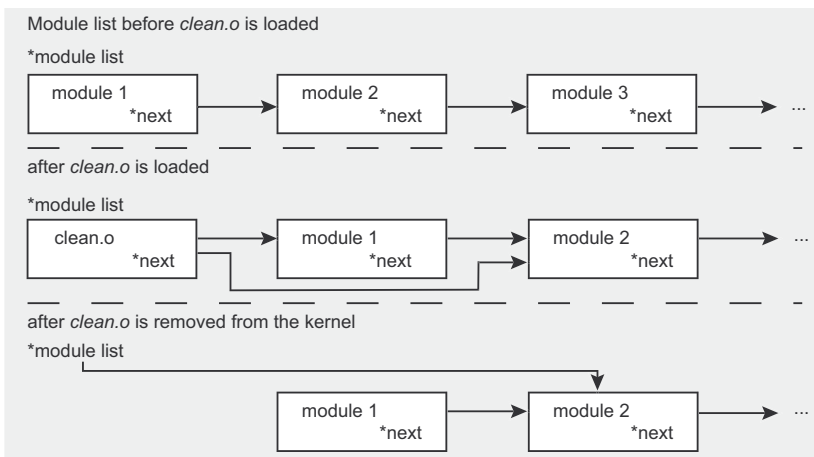 Module list before clean.o is loaded
*module list
module 1
*next
module 2
*next
module 3
*next
...
after clean.o is loaded
*module list
clean.o
*next
module 1
*next
module 2
*next
...
after clean.o is removed from the kernel
*module list
module 1
*next
module 2
*next
...